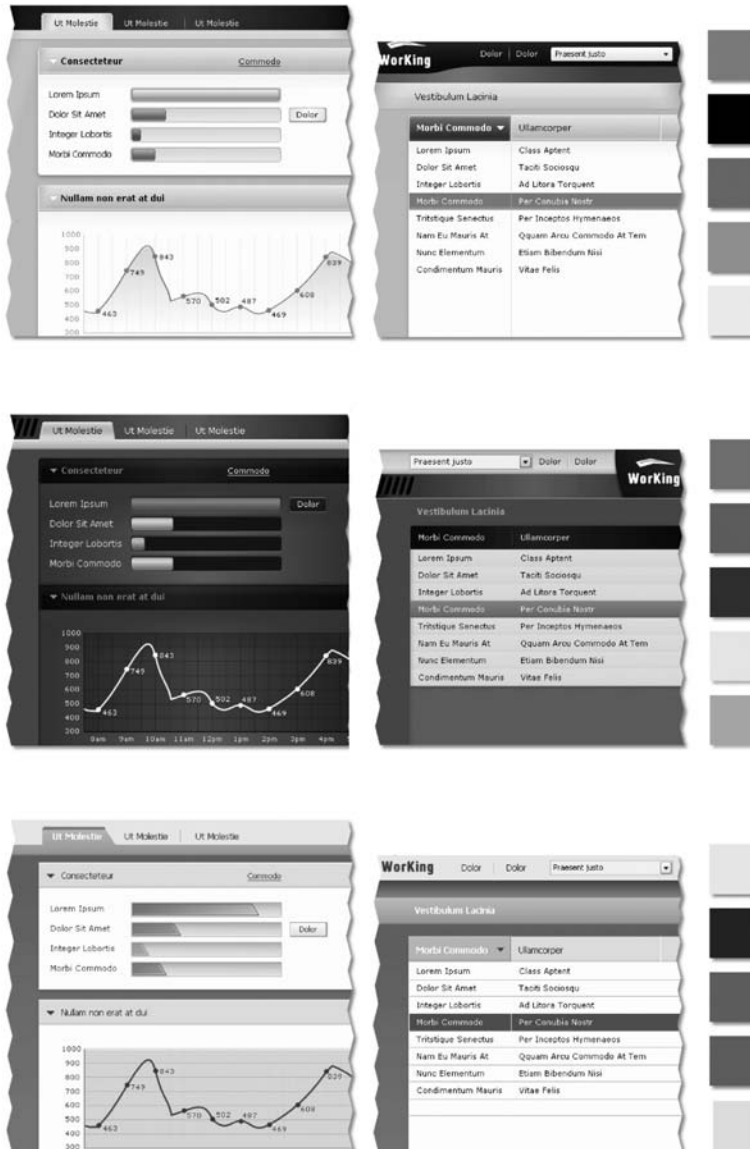 Ut Molestie Ut Molestie Ut Molestie
Consecteteur Commodo
Lorem Ipsum
Dolor Sit Amet Dolor
Integer Lobortis
Morbi Commodo
Nullam non erat at dui
1000
900
800
700
600
500
400
300
463 749 843 570 502 487 469 608 839
WorKing Dolor Dolor Praesent justo
Vestibulum Lacinia
Morbi Commodo Ullamcorper
Lorem Ipsum Class Aptent
Dolor Sit Amet Taciti Sociosqu
Integer Lobortis Ad Litora Torquent
Morbi Commodo Per Conubia Nostr
Tritstique Senectus Per Inceptos Hymenaeos
Nam Eu Mauris At Qquam Arcu Commodo At Tem
Nunc Elementum Etiam Bibendum Nisi
Condimentum Mauris Vitae Felis
Ut Molestie Ut Molestie Ut Molestie
Consecteteur Commodo
Lorem Ipsum Dolor
Dolor Sit Amet
Integer Lobortis
Morbi Commodo
Nullam non erat at dui
1000
900
800
700
600
500
400
300
463 749 843 570 502 487 469 608 839
9am 9am 10am 11am 12pm 1pm 2pm 3pm 4pm
Praesent justo Dolor Dolor WorKing
Vestibulum Lacinia
Morbi Commodo Ullamcorper
Lorem Ipsum Class Aptent
Dolor Sit Amet Taciti Sociosqu
Integer Lobortis Ad Litora Torquent
Morbi Commodo Per Conubia Nostr
Tritstique Senectus Per Inceptos Hymenaeos
Nam Eu Mauris At Qquam Arcu Commodo At Tem
Nunc Elementum Etiam Bibendum Nisi
Condimentum Mauris Vitae Felis
Ut Molestie Ut Molestie Ut Molestie
Consecteteur Commodo
Lorem Ipsum
Dolor Sit Amet Dolor
Integer Lobortis
Morbi Commodo
Nullam non erat at dui
1000
900
800
700
600
500
400
300
463 749 843 570 502 487 469 608 839
WorKing Dolor Dolor Praesent justo
Vestibulum Lacinia
Morbi Commodo Ullamcorper
Lorem Ipsum Class Aptent
Dolor Sit Amet Taciti Sociosqu
Integer Lobortis Ad Litora Torquent
Morbi Commodo Per Conubia Nostr
Tritstique Senectus Per Inceptos Hymenaeos
Nam Eu Mauris At Qquam Arcu Commodo At Tem
Nunc Elementum Etiam Bibendum Nisi
Condimentum Mauris Vitae Felis